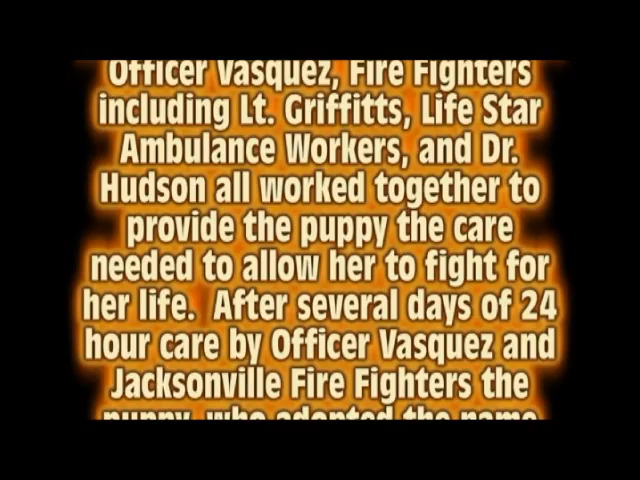 Officer Vasquez, Fire Fighters
including Lt. Griffitts, Life Star
Ambulance Workers, and Dr.
Hudson all worked together to
provide the puppy the care
needed to allow her to fight for
her life. After several days of 24
hour care by Officer Vasquez and
Jacksonville Fire Fighters the
puppy, who adopted the name